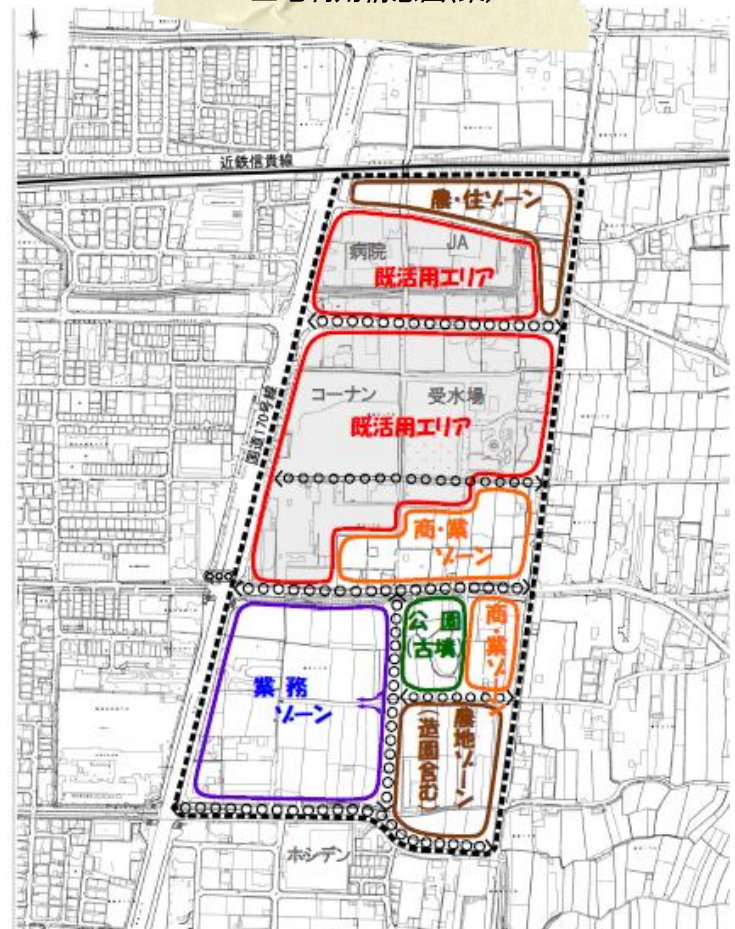 近鉄信貴線
農・住ゾーン
病院
JA
既活用エリア
国道170号線
コーナン
受水場
既活用エリア
商・業
ゾーン
公園
(古墳)
商・業ゾーン
業務
ゾーン
農地ゾーン
(造園含む)
ホシデン